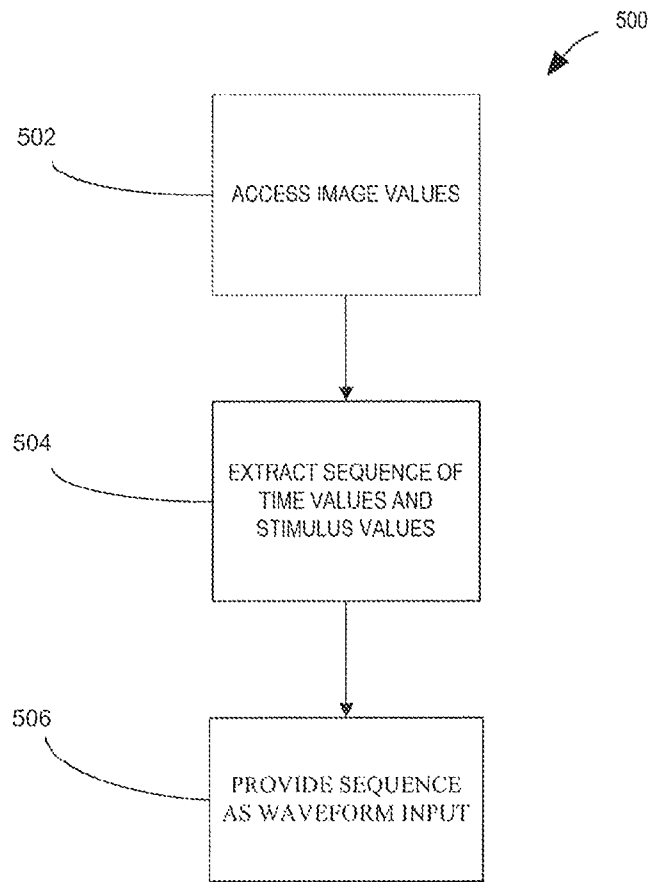 500
502
ACCESS IMAGE VALUES
504
EXTRACT SEQUENCE OF
TIME VALUES AND
STIMULUS VALUES
506
PROVIDE SEQUENCE
AS WAVEFORM INPUT